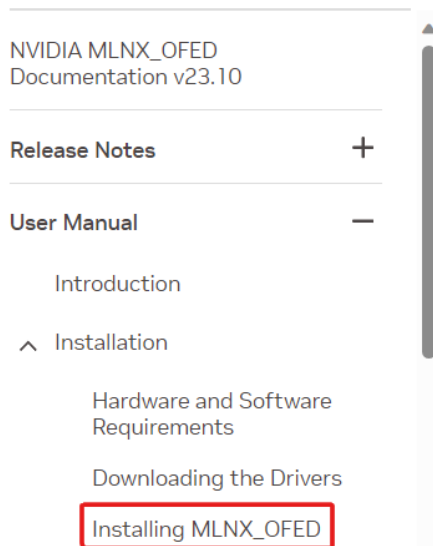 NVIDIA MLNX_OFED
Documentation v23.10
Release Notes
User Manual
Introduction
Installation
Hardware and Software
Requirements
Downloading the Drivers
Installing MLNX_OFED